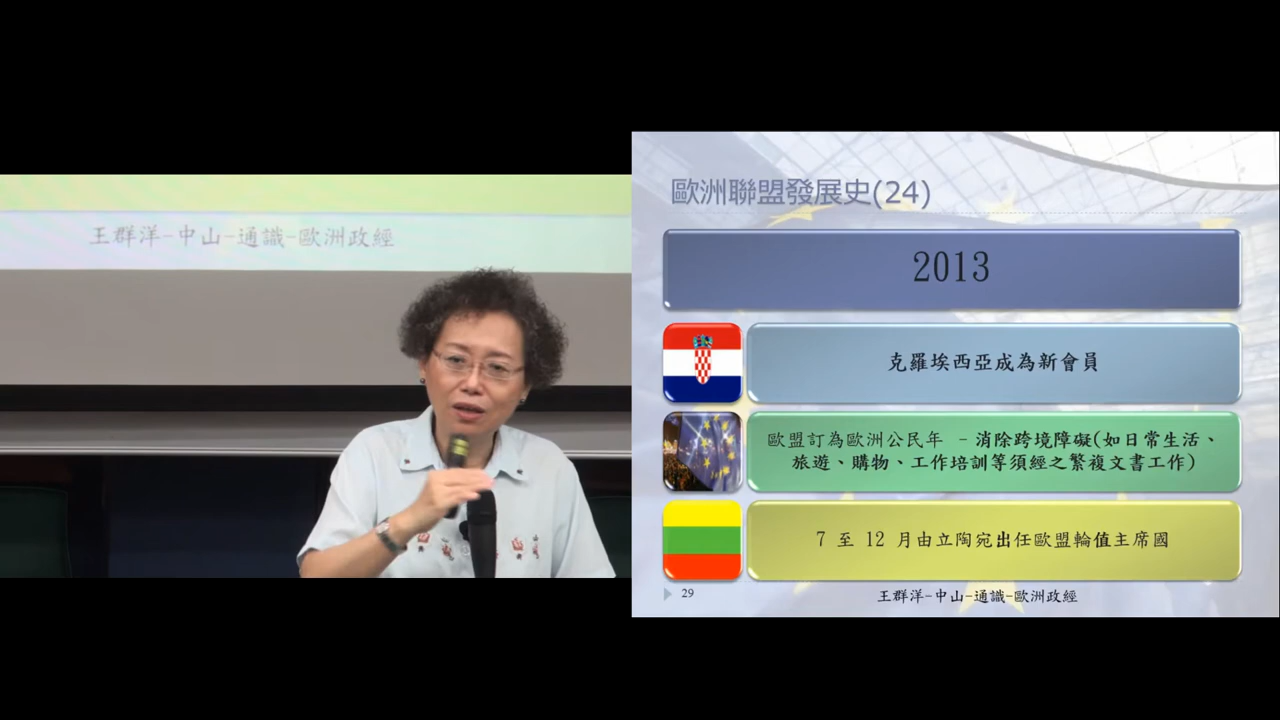 王群洋-中山-通識-歐洲政經
歐洲聯盟發展史(24)
2013
克羅埃西亞成為新會員
歐盟訂為歐洲公民年 - 消除跨境障礙(如日常生活、
旅遊、購物、工作培訓等須經之繁複文書工作)
7 至 12 月由立陶宛出任歐盟輪值主席國
29
王群洋-中山-通識-歐洲政經